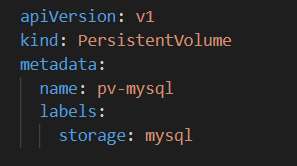 apiVersion: v1
kind: PersistentVolume
metadata:
  name: pv-mysql
  labels:
    storage: mysql